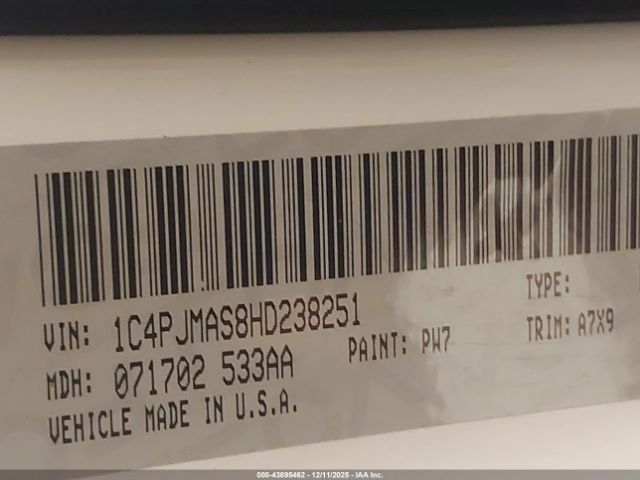 VIN: 1C4PJMAS8HD238251
TYPE:
MDH: 071702 533AA
PAINT: PW7
TRIM: A7X9
VEHICLE MADE IN U.S.A.
000-43895462 - 12/11/2025 - IAA Inc.